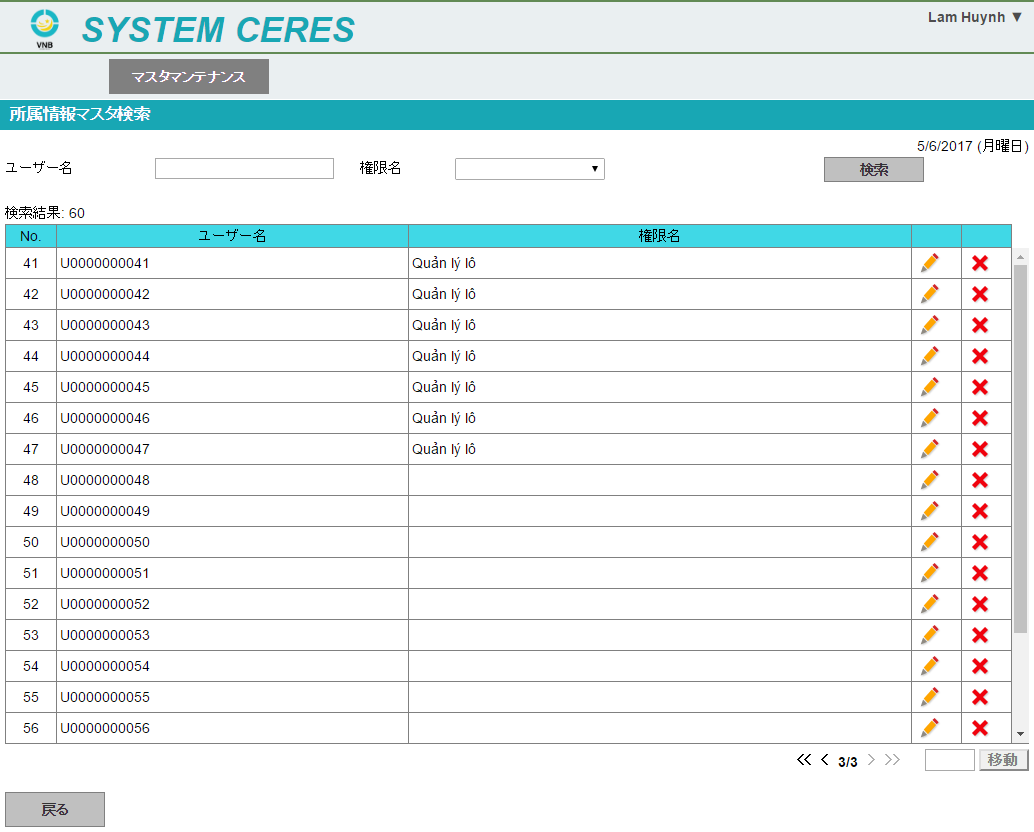 VNB
SYSTEM CERES
Lam Huynh ▼
マスタマンテナンス
所属情報マスタ検索
5/6/2017 (月曜日)
ユーザー名 権限名 検索
検索結果: 60
No. ユーザー名 権限名
41 U0000000041 Quản lý lô
42 U0000000042 Quản lý lô
43 U0000000043 Quản lý lô
44 U0000000044 Quản lý lô
45 U0000000045 Quản lý lô
46 U0000000046 Quản lý lô
47 U0000000047 Quản lý lô
48 U0000000048
49 U0000000049
50 U0000000050
51 U0000000051
52 U0000000052
53 U0000000053
54 U0000000054
55 U0000000055
56 U0000000056
3/3 移動
戻る